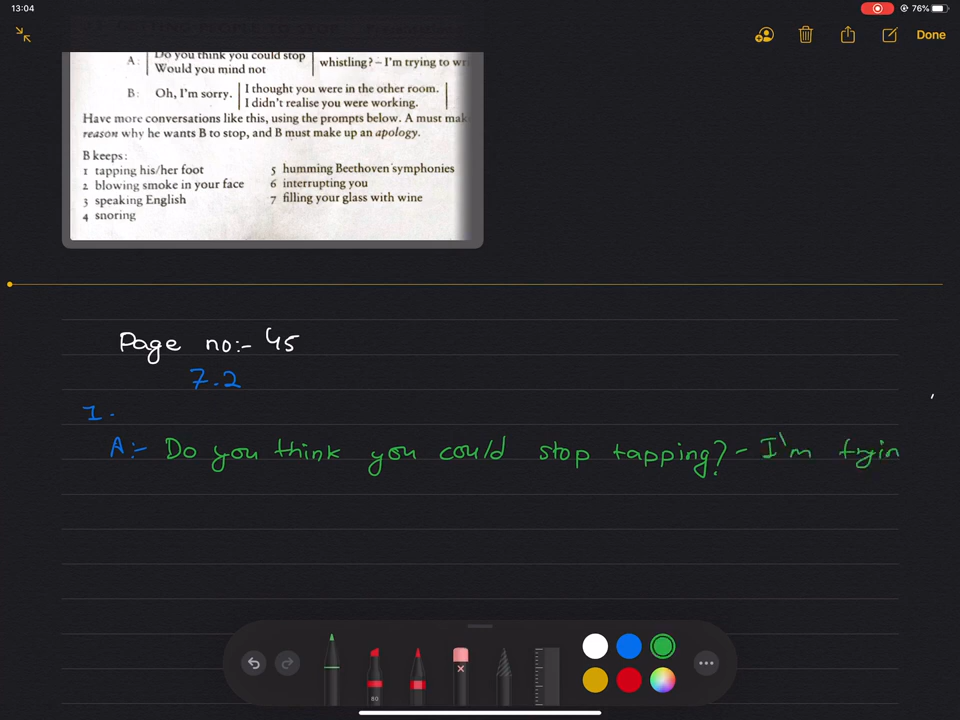 13:04
76%
Done
A: Do you think you could stop whistling? – I'm trying to
Would you mind not
B: Oh, I'm sorry. I thought you were in the other room.
I didn't realise you were working.
Have more conversations like this, using the prompts below. A must
reason why he wants B to stop, and B must make up an apology.
B keeps:
1 tapping his/her foot
2 blowing smoke in your face
3 speaking English
4 snoring
5 humming Beethoven symphonies
6 interrupting you
7 filling your glass with wine
Page no:- 45
7.2
1.
A:- Do you think you could stop tapping? - I'm tryin
80